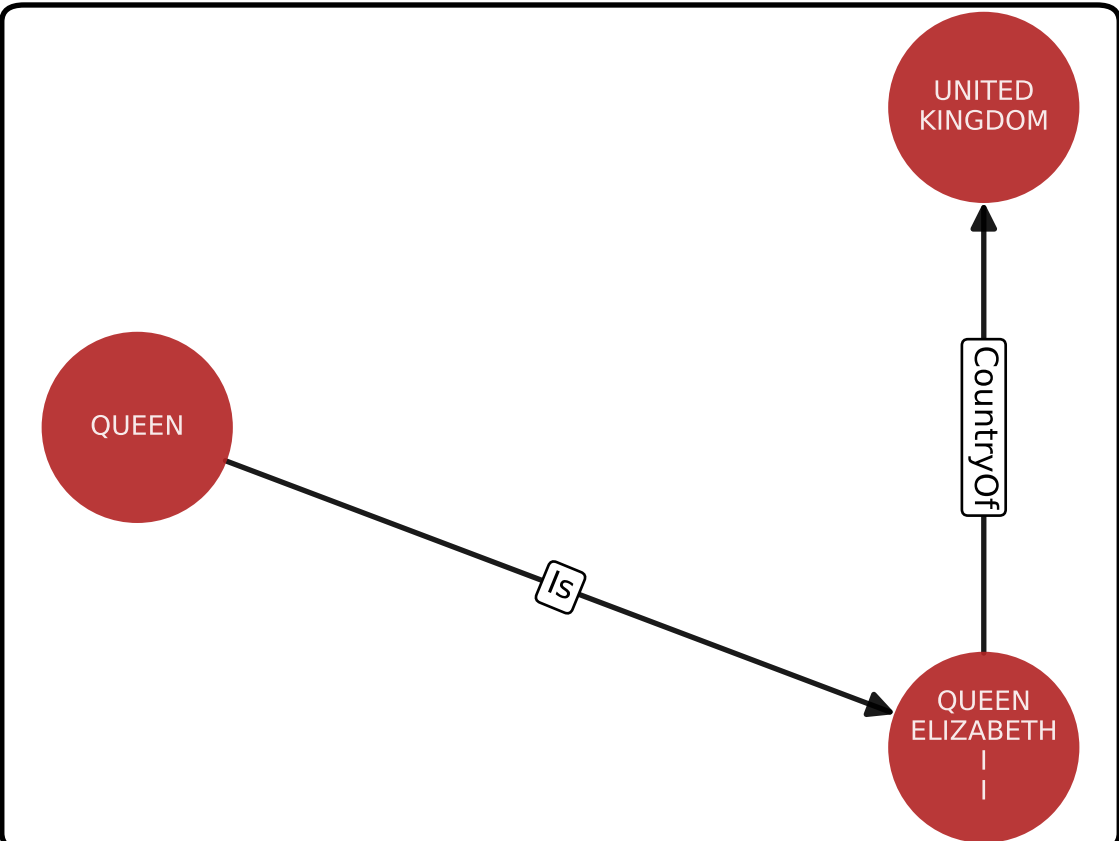 UNITED
KINGDOM
CountryOf
QUEEN
Is
QUEEN
ELIZABETH
I
I